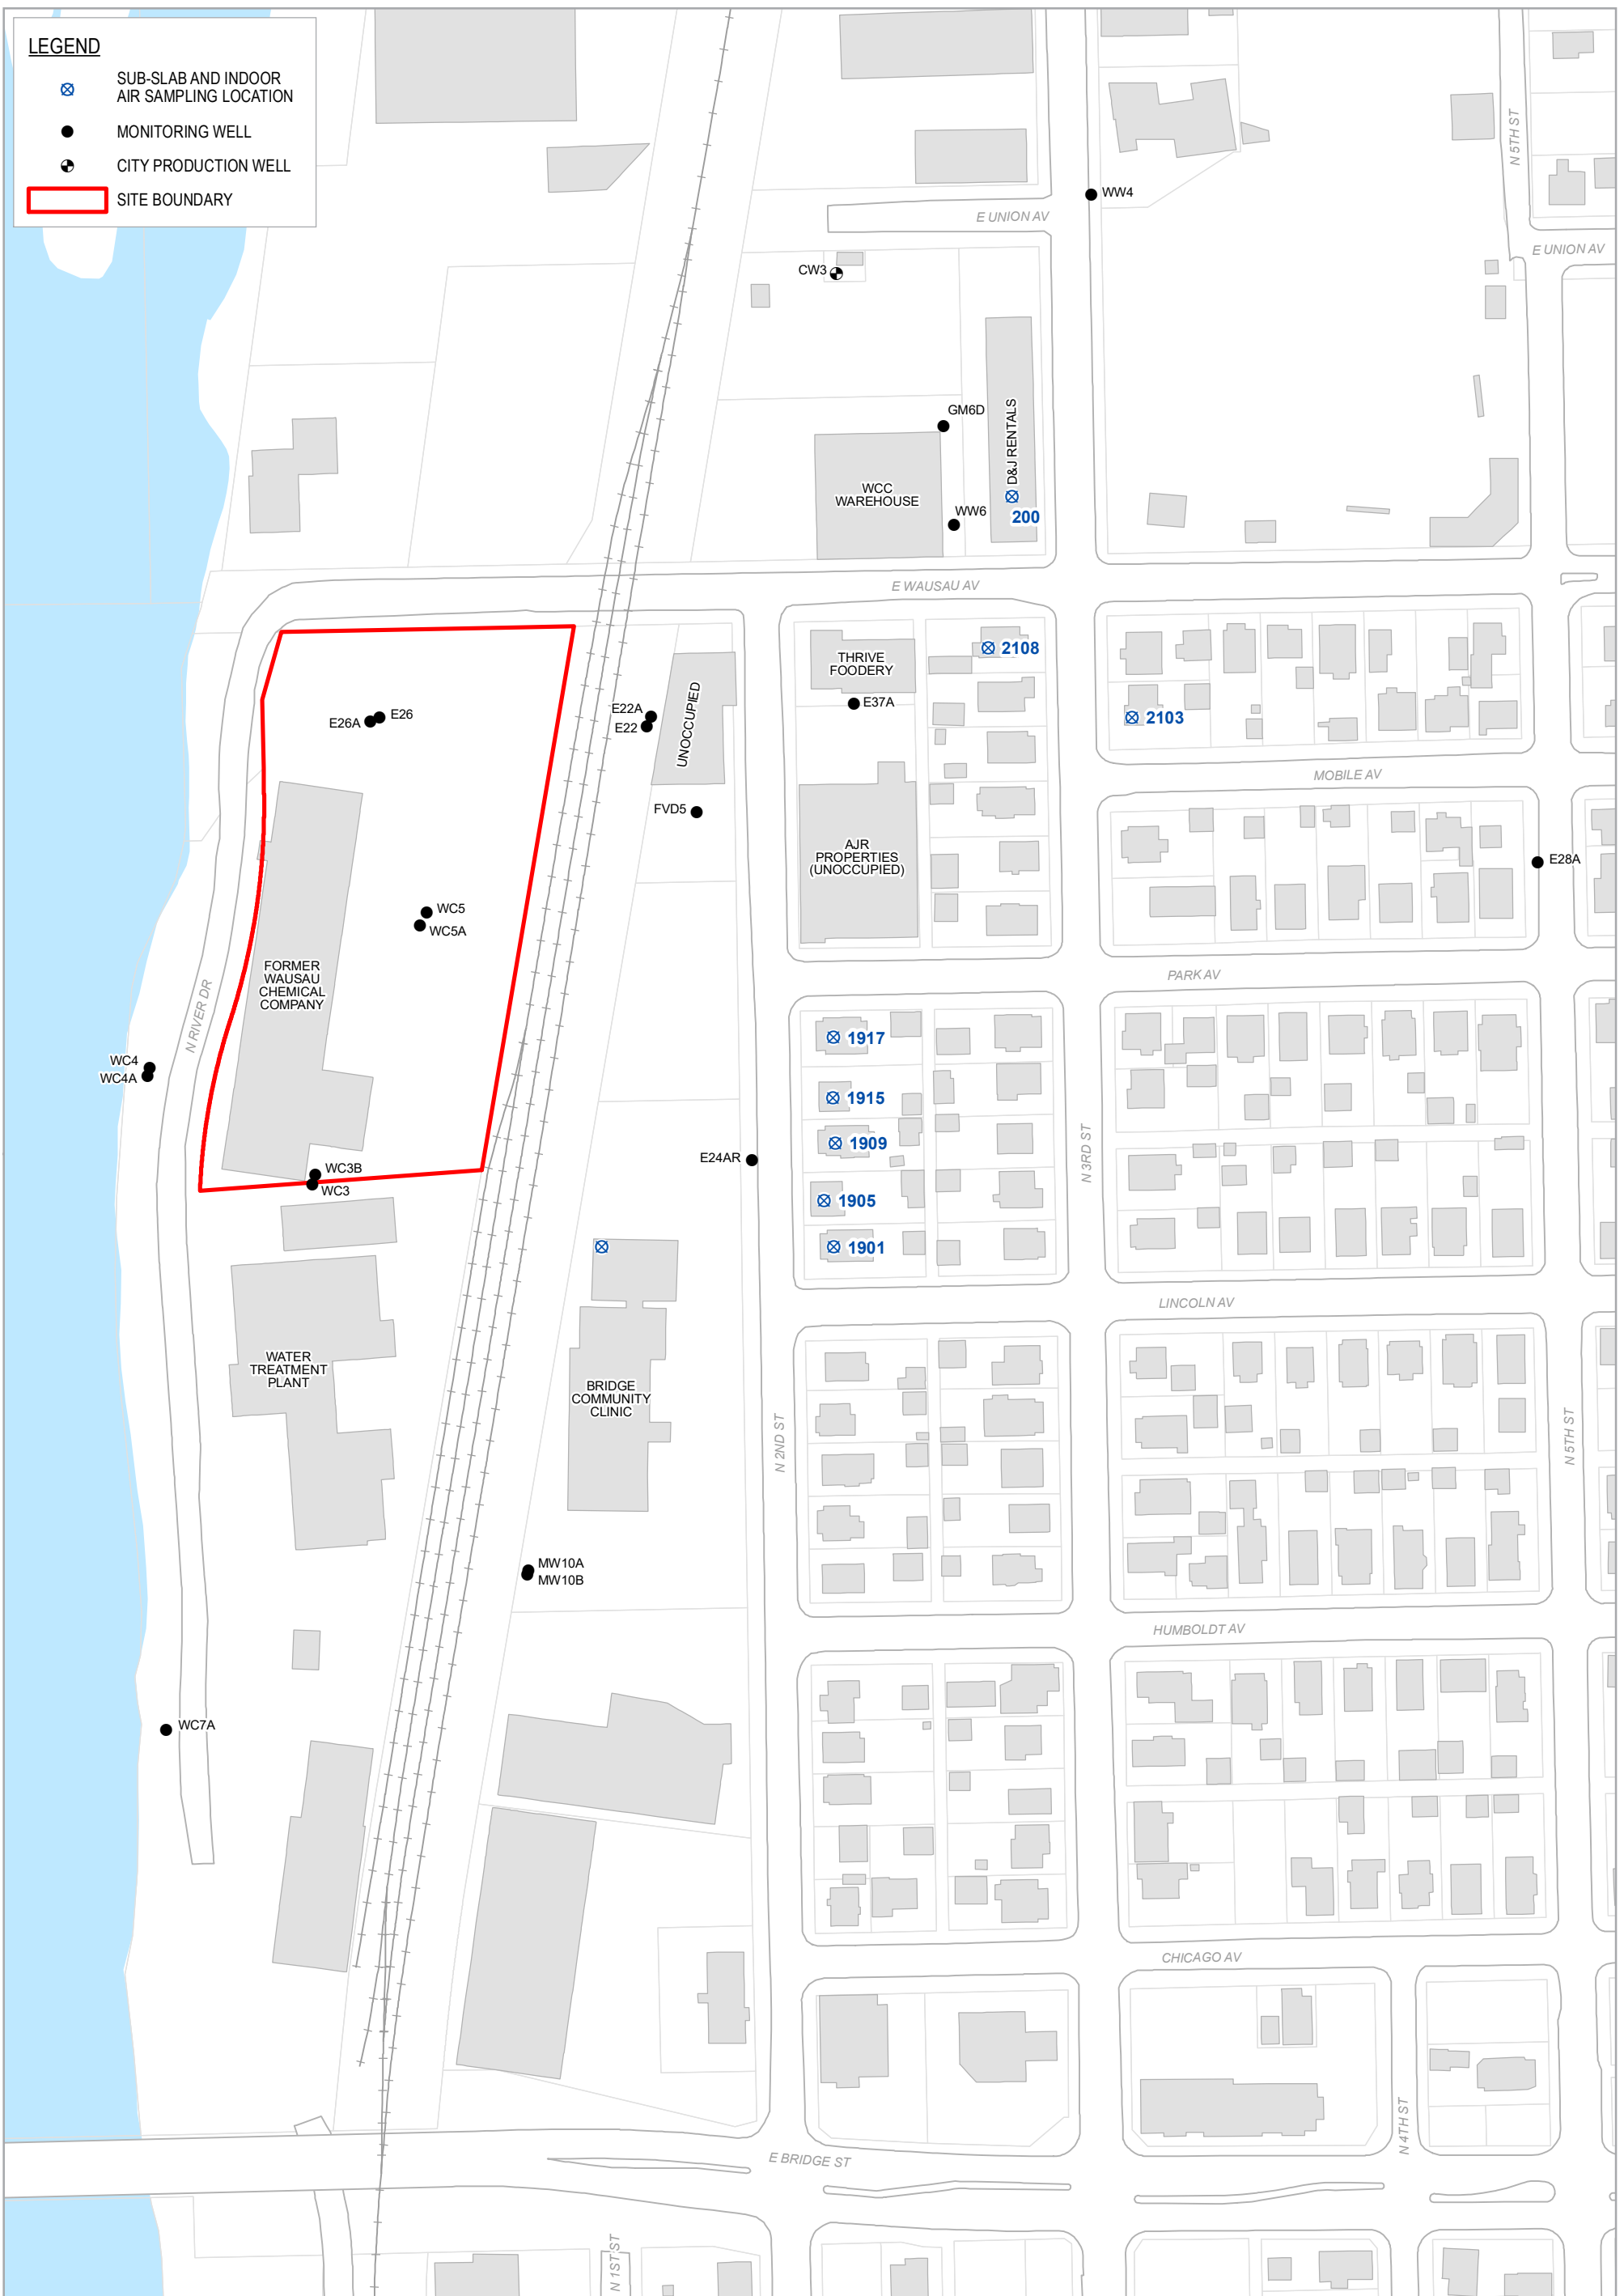 LEGEND
SUB-SLAB AND INDOOR
AIR SAMPLING LOCATION
MONITORING WELL
CITY PRODUCTION WELL
SITE BOUNDARY
N 5TH ST
WW4
E UNION AV
E UNION AV
CW3
GM6D
D&J RENTALS
WCC
WAREHOUSE
200
WW6
E WAUSAU AV
2108
THRIVE
FOODERY
E37A
2103
E26
E26A
E22A
E22
UNOCCUPIED
MOBILE AV
FVD5
AJR
PROPERTIES
(UNOCCUPIED)
E28A
WC5
WC5A
FORMER
WAUSAU
CHEMICAL
COMPANY
PARK AV
N RIVER DR
1917
WC4
WC4A
1915
1909
N 3RD ST
E24AR
WC3B
WC3
1905
1901
LINCOLN AV
WATER
TREATMENT
PLANT
BRIDGE
COMMUNITY
CLINIC
N 2ND ST
N 5TH ST
MW10A
MW10B
HUMBOLDT AV
WC7A
CHICAGO AV
N 4TH ST
E BRIDGE ST
N 1ST ST